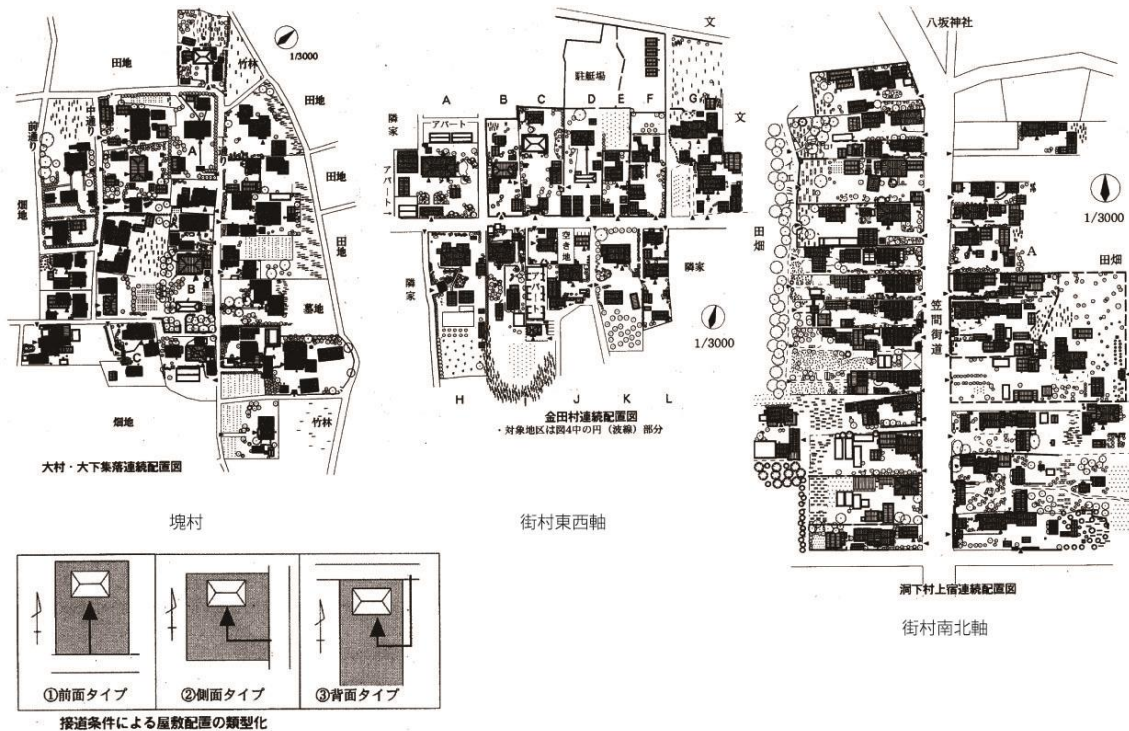 1/3000
田地
竹林
田地
中通り
前通り
A
田地
畑地
田地
B
墓地
C
畑地
竹林
大村・大下集落連続配置図
塊村
文
駐艇場
A
B
C
D
E
F
G
文
隣家
アパート
アパート
隣家
空き地
アパート
隣家
1/3000
H
I
J
K
L
金田村連続配置図
・対象地区は図4中の円（波線）部分
街村東西軸
八坂神社
1/3000
田畑
A
田畑
笠間街道
洞下村上宿連続配置図
街村南北軸
①前面タイプ
②側面タイプ
③背面タイプ
接道条件による屋敷配置の類型化